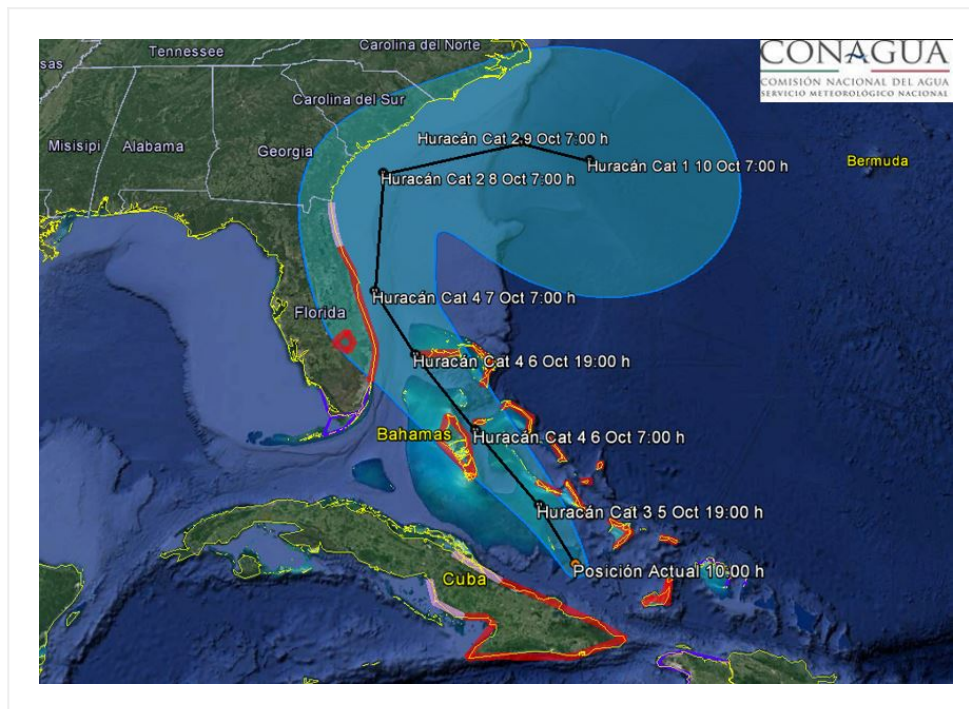 Tennessee
Carolina del Norte
CONAGUA
COMISIÓN NACIONAL DEL AGUA
SERVICIO METEOROLÓGICO NACIONAL
sas
Carolina del Sur
Misisipi
Alabama
Georgia
Huracán Cat 2 9 Oct 7:00 h
Huracán Cat 1 10 Oct 7:00 h
Bermuda
Huracán Cat 2 8 Oct 7:00 h
Huracán Cat 4 7 Oct 7:00 h
Florida
Huracán Cat 4 6 Oct 19:00 h
Bahamas
Huracán Cat 4 6 Oct 7:00 h
Huracán Cat 3 5 Oct 19:00 h
Posición Actual 10:00 h
Cuba